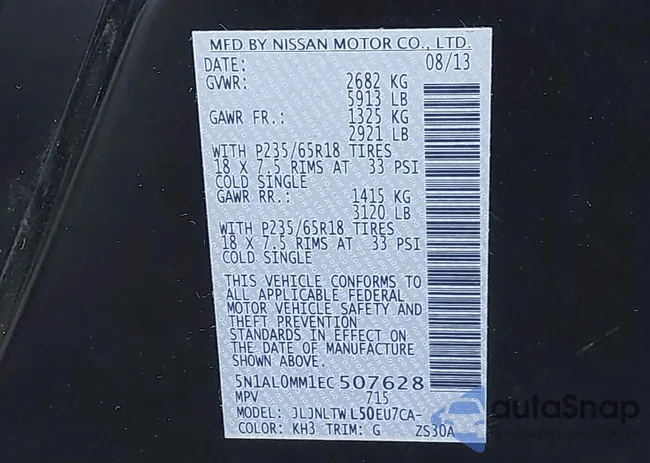 MFD BY NISSAN MOTOR CO., LTD.
DATE: 08/13
GVWR: 2682 KG
5913 LB
GAWR FR.: 1325 KG
2921 LB
WITH P235/65R18 TIRES
18 X 7.5 RIMS AT 33 PSI
COLD SINGLE
GAWR RR.: 1415 KG
3120 LB
WITH P235/65R18 TIRES
18 X 7.5 RIMS AT 33 PSI
COLD SINGLE
THIS VEHICLE CONFORMS TO
ALL APPLICABLE FEDERAL
MOTOR VEHICLE SAFETY AND
THEFT PREVENTION
STANDARDS IN EFFECT ON
THE DATE OF MANUFACTURE
SHOWN ABOVE.
5N1AL0MM1EC507628
MPV 715
MODEL: JLJNLTWL50EU7CA-
COLOR: KH3 TRIM: G ZS30A
autoSnap